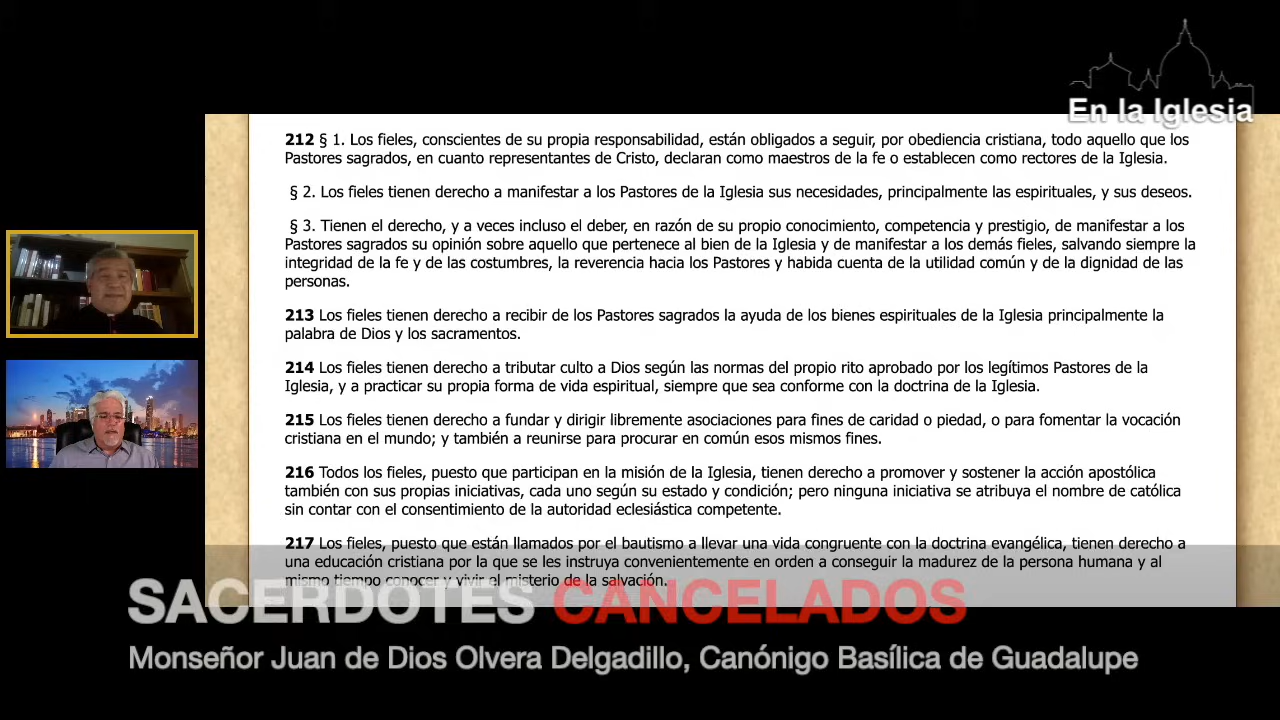 En la Iglesia
212 § 1. Los fieles, conscientes de su propia responsabilidad, están obligados a seguir, por obediencia cristiana, todo aquello que los
Pastores sagrados, en cuanto representantes de Cristo, declaran como maestros de la fe o establecen como rectores de la Iglesia.
§ 2. Los fieles tienen derecho a manifestar a los Pastores de la Iglesia sus necesidades, principalmente las espirituales, y sus deseos.
§ 3. Tienen el derecho, y a veces incluso el deber, en razón de su propio conocimiento, competencia y prestigio, de manifestar a los
Pastores sagrados su opinión sobre aquello que pertenece al bien de la Iglesia y de manifestar a los demás fieles, salvando siempre la
integridad de la fe y de las costumbres, la reverencia hacia los Pastores y habida cuenta de la utilidad común y de la dignidad de las
personas.
213 Los fieles tienen derecho a recibir de los Pastores sagrados la ayuda de los bienes espirituales de la Iglesia principalmente la
palabra de Dios y los sacramentos.
214 Los fieles tienen derecho a tributar culto a Dios según las normas del propio rito aprobado por los legítimos Pastores de la
Iglesia, y a practicar su propia forma de vida espiritual, siempre que sea conforme con la doctrina de la Iglesia.
215 Los fieles tienen derecho a fundar y dirigir libremente asociaciones para fines de caridad o piedad, o para fomentar la vocación
cristiana en el mundo; y también a reunirse para procurar en común esos mismos fines.
216 Todos los fieles, puesto que participan en la misión de la Iglesia, tienen derecho a promover y sostener la acción apostólica
también con sus propias iniciativas, cada uno según su estado y condición; pero ninguna iniciativa se atribuya el nombre de católica
sin contar con el consentimiento de la autoridad eclesiástica competente.
217 Los fieles, puesto que están llamados por el bautismo a llevar una vida congruente con la doctrina evangélica, tienen derecho a
una educación cristiana por la que se les instruya convenientemente en orden a conseguir la madurez de la persona humana y al
mismo tiempo conocer y vivir el misterio de la salvación.
SACERDOTES CANCELADOS
Monseñor Juan de Dios Olvera Delgadillo, Canónigo Basílica de Guadalupe